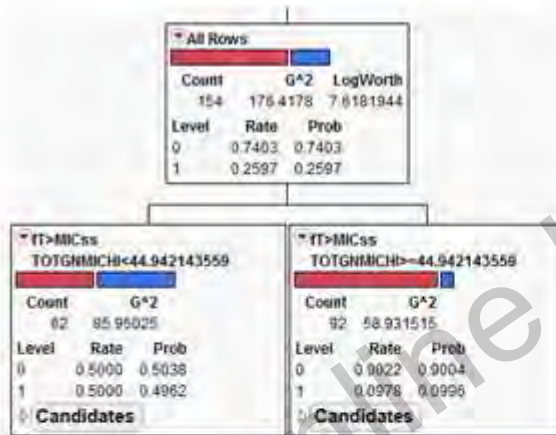 All Rows
Count G^2 LogWorth
154 176.4178 7.6181944
Level Rate Prob
0 0.7403 0.7403
1 0.2597 0.2597
fT>MICss
TOTGNMICHI<44.942143559
Count G^2
62 85.95025
Level Rate Prob
0 0.5000 0.5038
1 0.5000 0.4962
Candidates
fT>MICss
TOTGNMICHI>=44.942143559
Count G^2
92 58.931515
Level Rate Prob
0 0.9022 0.9004
1 0.0978 0.0996
Candidates